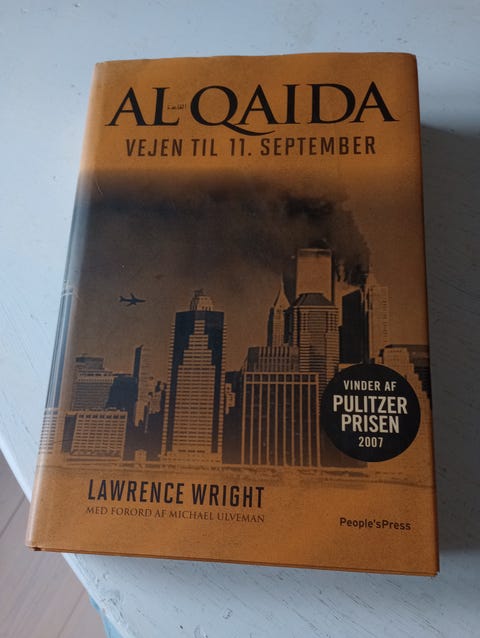 AL QAIDA
VEJEN TIL 11. SEPTEMBER
VINDER AF
PULITZER
PRISEN
2007
LAWRENCE WRIGHT
MED FORORD AF MICHAEL ULVEMAN
People'sPress